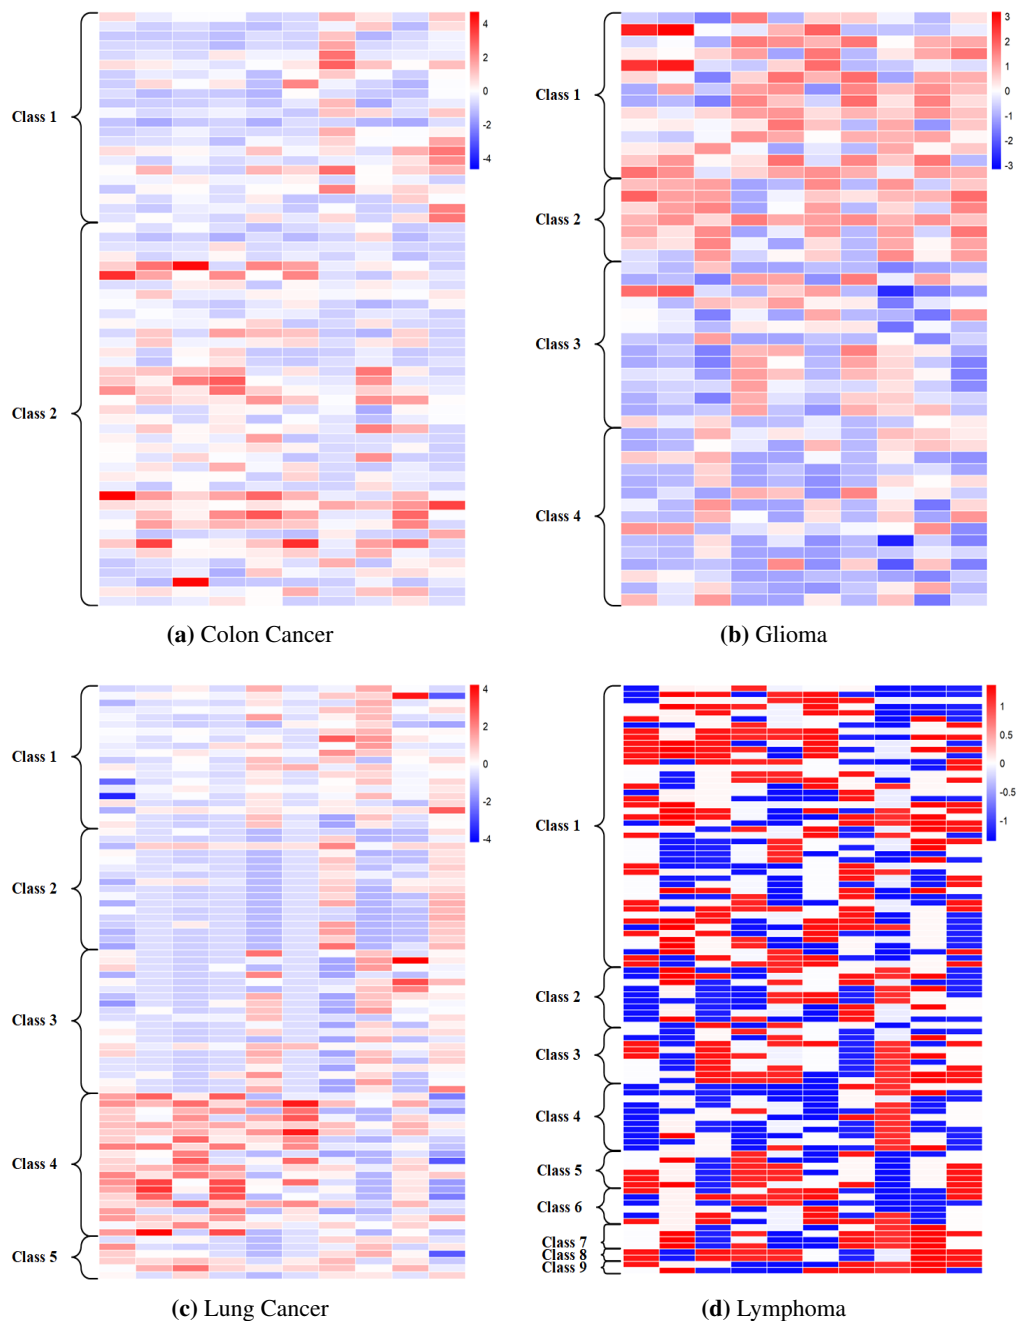 4
2
0
-2
-4
Class 1
Class 2
(a) Colon Cancer
3
2
1
0
-1
-2
-3
Class 1
Class 2
Class 3
Class 4
(b) Glioma
4
2
0
-2
-4
Class 1
Class 2
Class 3
Class 4
Class 5
(c) Lung Cancer
1
0.5
0
-0.5
-1
Class 1
Class 2
Class 3
Class 4
Class 5
Class 6
Class 7
Class 8
Class 9
(d) Lymphoma